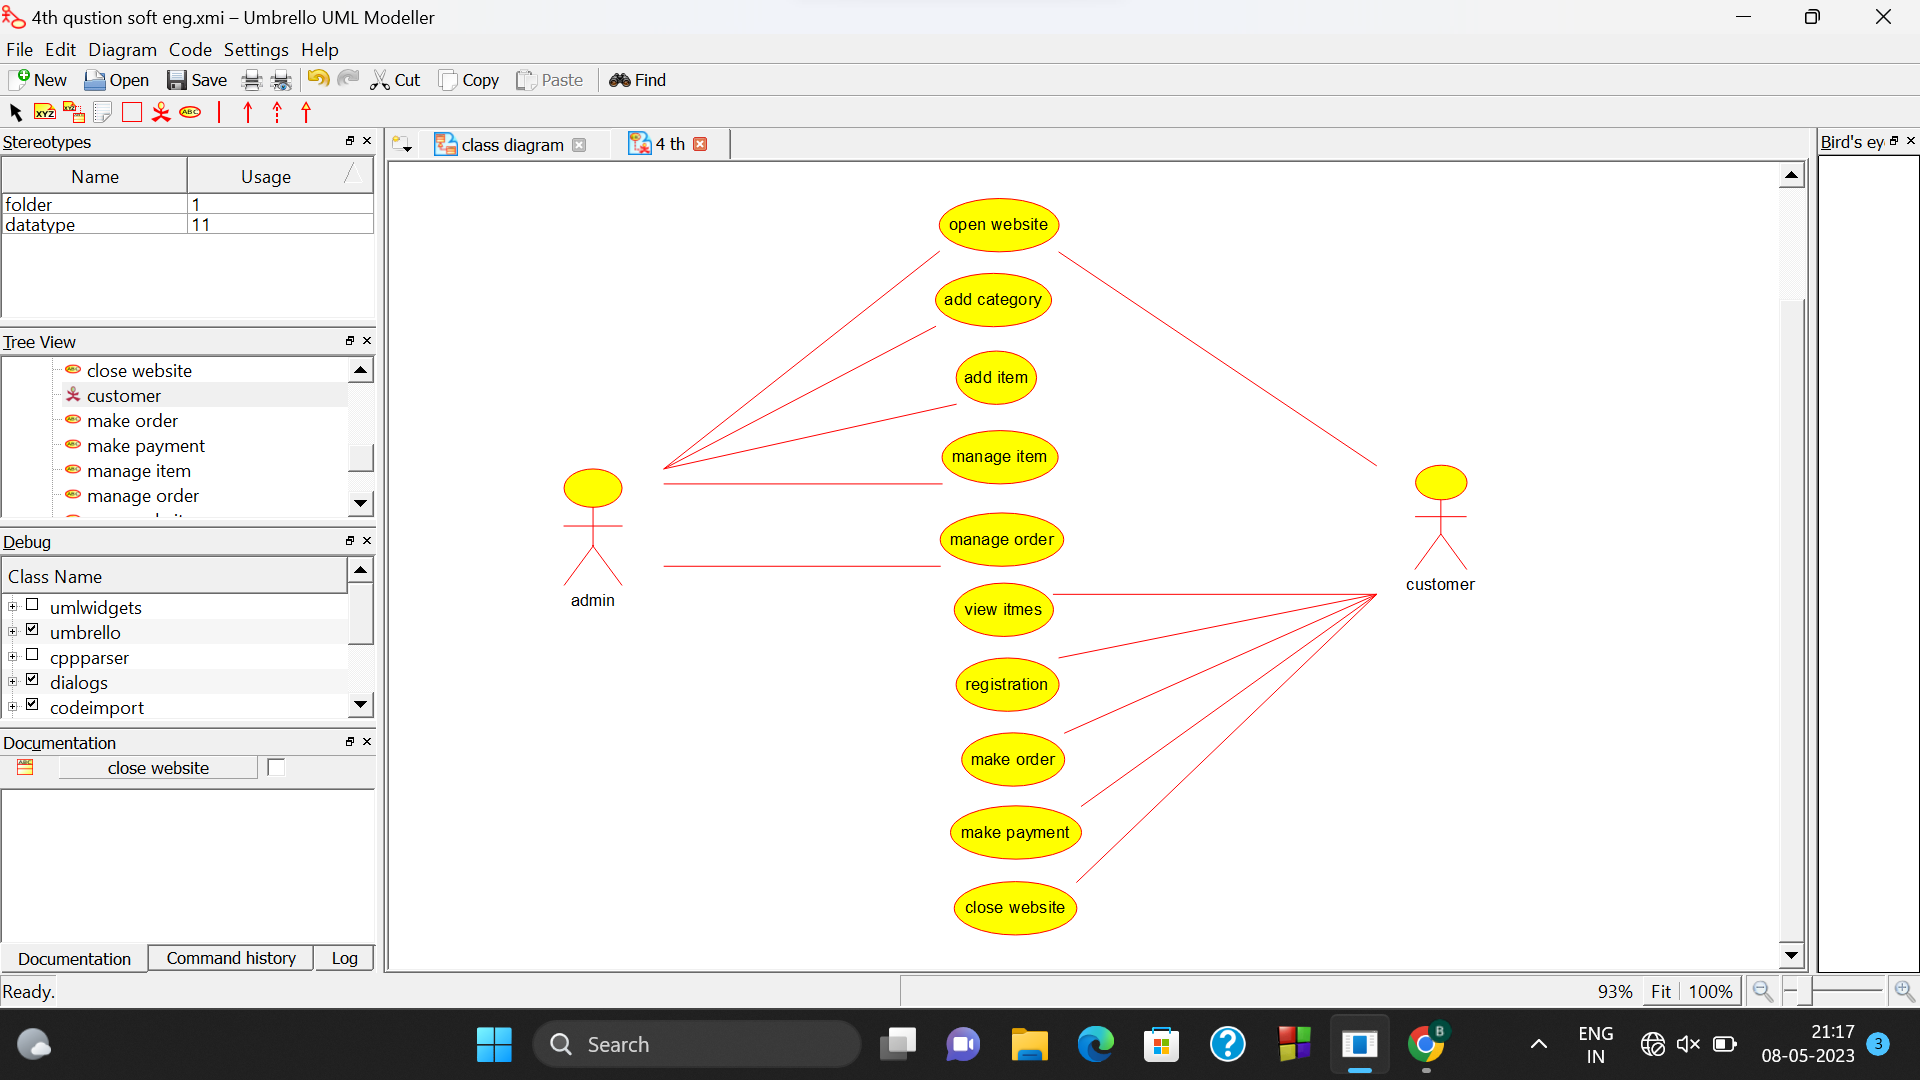 4th qustion soft eng.xmi – Umbrello UML Modeller
File Edit Diagram Code Settings Help
New Open Save Cut Copy Paste Find
XYZ XYZ ABC
Stereotypes
Name Usage
folder 1
datatype 11
Tree View
close website
customer
make order
make payment
manage item
manage order
Debug
Class Name
umlwidgets
umbrello
cppparser
dialogs
codeimport
Documentation
close website
Documentation Command history Log
Ready.
class diagram 4 th
open website
add category
add item
manage item
manage order
view itmes
registration
make order
make payment
close website
admin
customer
Bird's ey
93% Fit 100%
Search
B
ENG
IN
21:17
08-05-2023
3